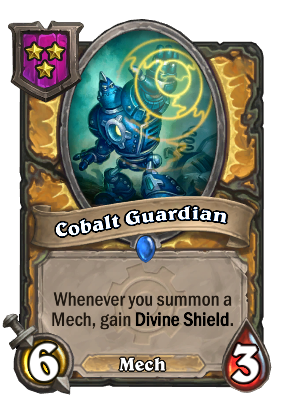 Cobalt Guardian
Whenever you summon a
Mech, gain Divine Shield.
6
Mech
3